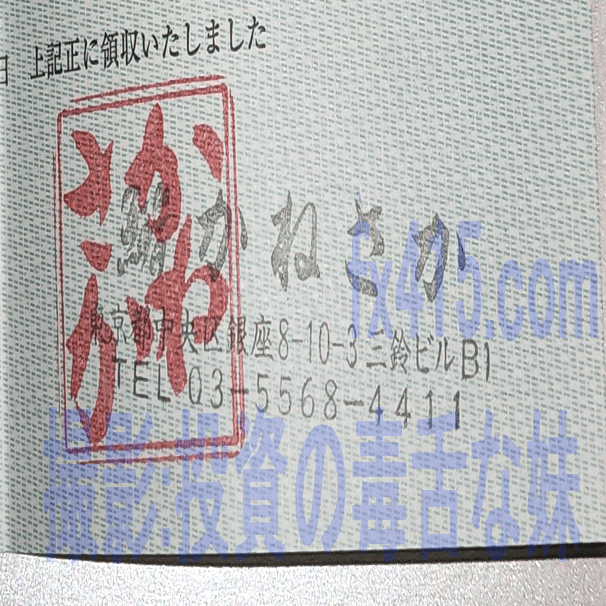 日 上記正に領収いたしました
かねさか
鮨 かねさか
東京都中央区銀座8-10-3三鈴ビルB1
TEL 03-5568-4411
fx415.com
撮影:投資の毒舌な妹